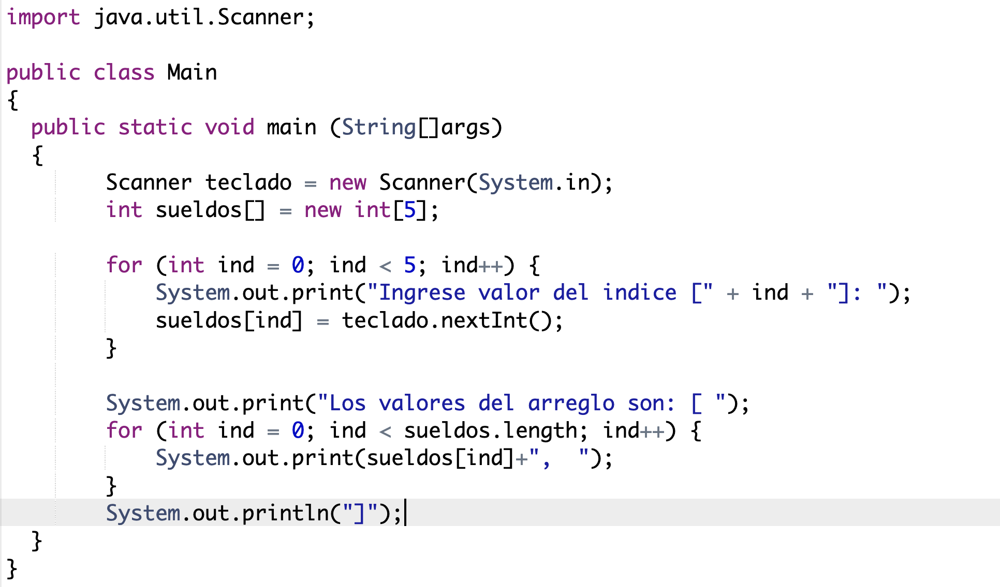 import java.util.Scanner;
public class Main
{
public static void main (String[]args)
{
Scanner teclado = new Scanner(System.in);
int sueldos[] = new int[5];
for (int ind = 0; ind < 5; ind++) {
System.out.print("Ingrese valor del indice [" + ind + "]: ");
sueldos[ind] = teclado.nextInt();
}
System.out.print("Los valores del arreglo son: [ ");
for (int ind = 0; ind < sueldos.length; ind++) {
System.out.print(sueldos[ind]+",  ");
}
System.out.println("]");
}
}